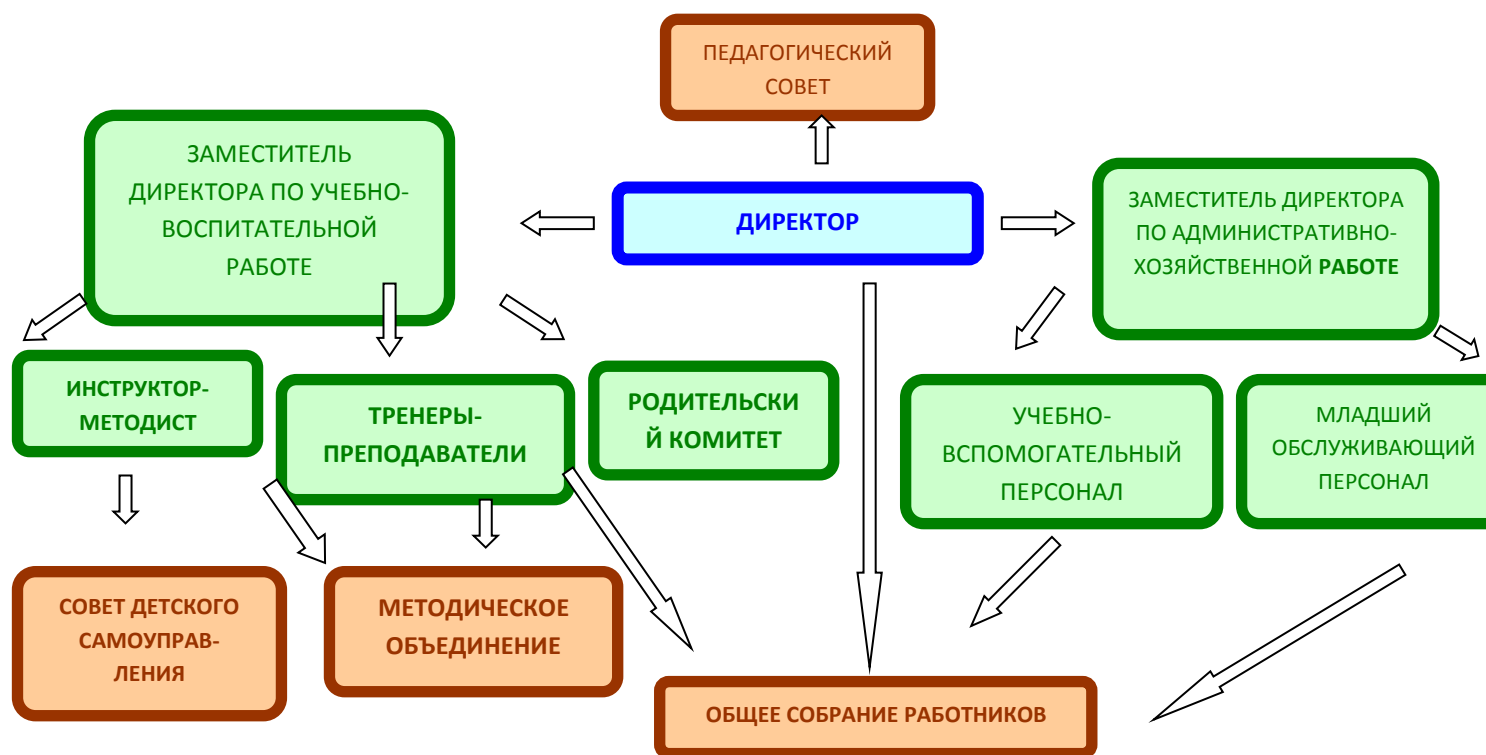 ПЕДАГОГИЧЕСКИЙ
СОВЕТ
ЗАМЕСТИТЕЛЬ
ДИРЕКТОРА ПО УЧЕБНО-
ВОСПИТАТЕЛЬНОЙ
РАБОТЕ
ДИРЕКТОР
ЗАМЕСТИТЕЛЬ ДИРЕКТОРА
ПО АДМИНИСТРАТИВНО-
ХОЗЯЙСТВЕННОЙ РАБОТЕ
ИНСТРУКТОР-
МЕТОДИСТ
ТРЕНЕРЫ-
ПРЕПОДАВАТЕЛИ
РОДИТЕЛЬСКИ
Й КОМИТЕТ
УЧЕБНО-
ВСПОМОГАТЕЛЬНЫЙ
ПЕРСОНАЛ
МЛАДШИЙ
ОБСЛУЖИВАЮЩИЙ
ПЕРСОНАЛ
СОВЕТ ДЕТСКОГО
САМОУПРАВ-
ЛЕНИЯ
МЕТОДИЧЕСКОЕ
ОБЪЕДИНЕНИЕ
ОБЩЕЕ СОБРАНИЕ РАБОТНИКОВ